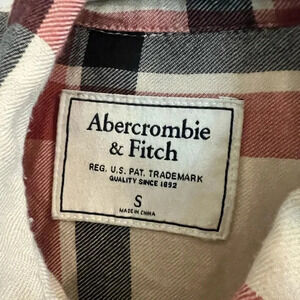 Abercrombie
& Fitch
REG. U.S. PAT. TRADEMARK
QUALITY SINCE 1892
S
MADE IN CHINA